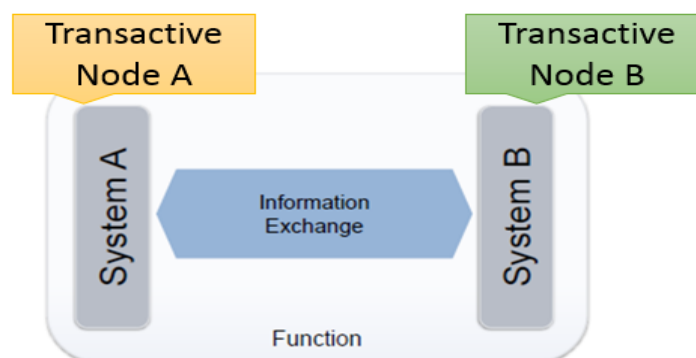 Transactive
Node A
Transactive
Node B
System A
Information
Exchange
System B
Function